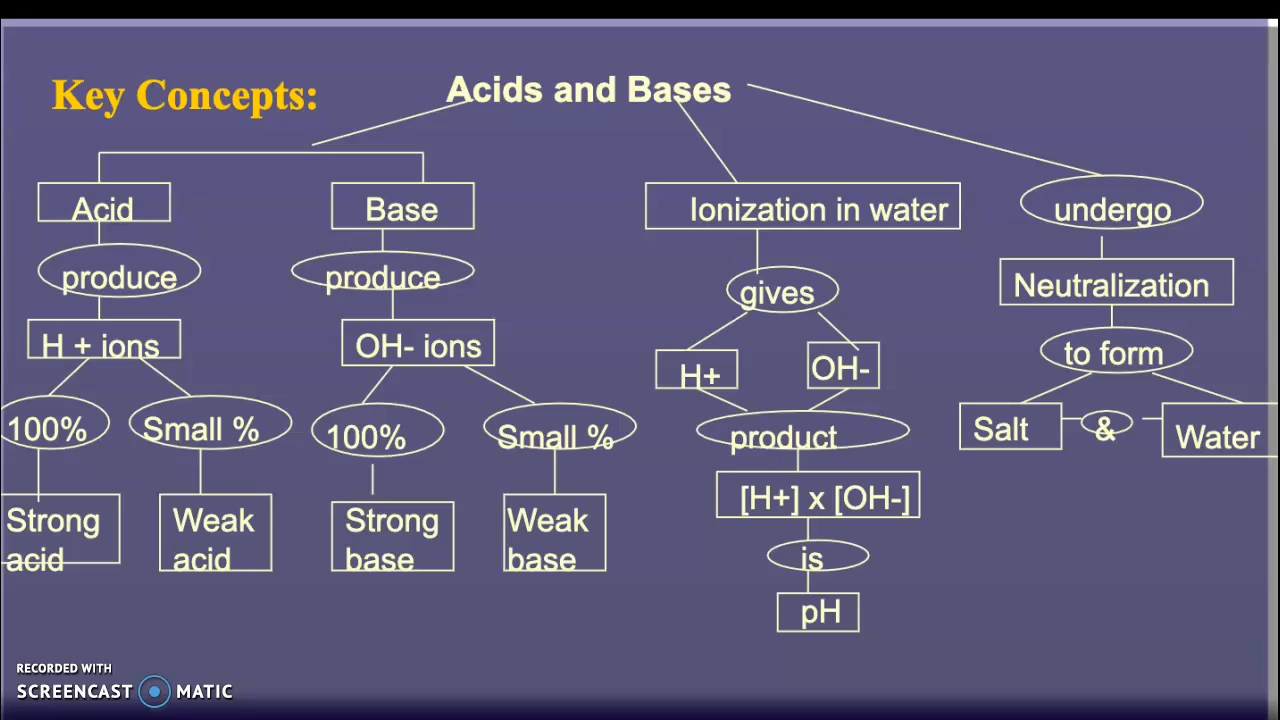 Key Concepts:
Acids and Bases
Acid
Base
Ionization in water
undergo
produce
produce
gives
Neutralization
H + ions
OH- ions
H+
OH-
to form
100%
Small %
100%
Small %
product
Salt
&
Water
Strong
acid
Weak
acid
Strong
base
Weak
base
[H+] x [OH-]
is
pH
RECORDED WITH
SCREENCAST MATIC